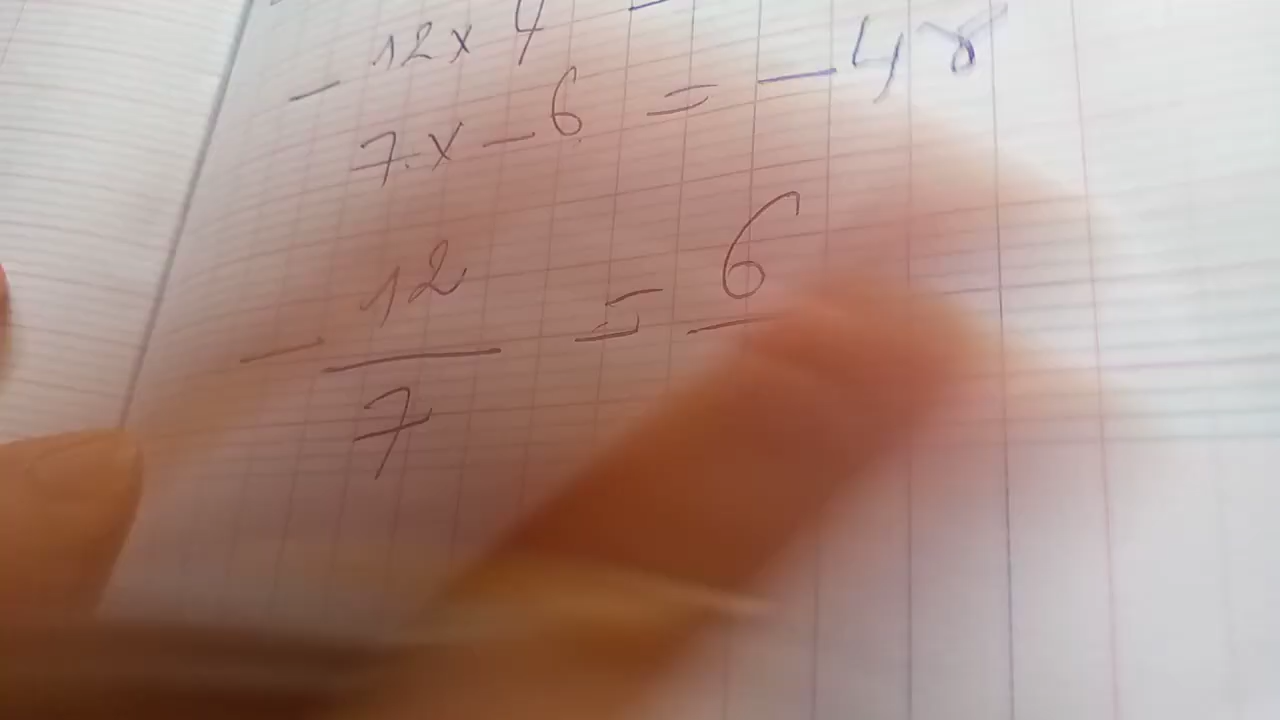 - 12 x 4
7 x - 6 = - 48
- 12/7 = 6